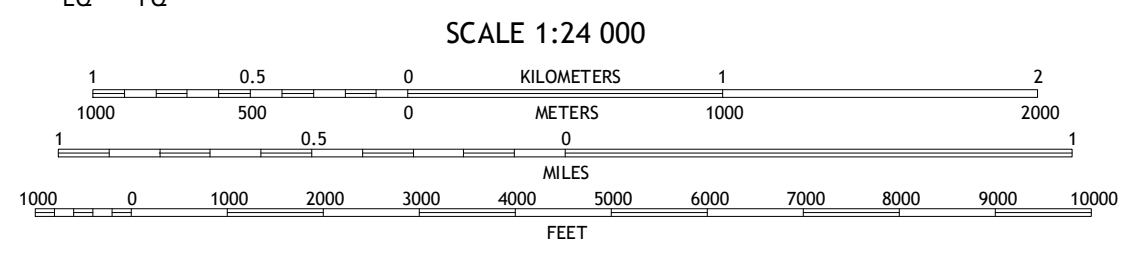 SCALE 1:24 000
1 0.5 0 KILOMETERS 1 2
1000 500 0 METERS 1000 2000
1 0.5 0 1
MILES
1000 0 1000 2000 3000 4000 5000 6000 7000 8000 9000 10000
FEET